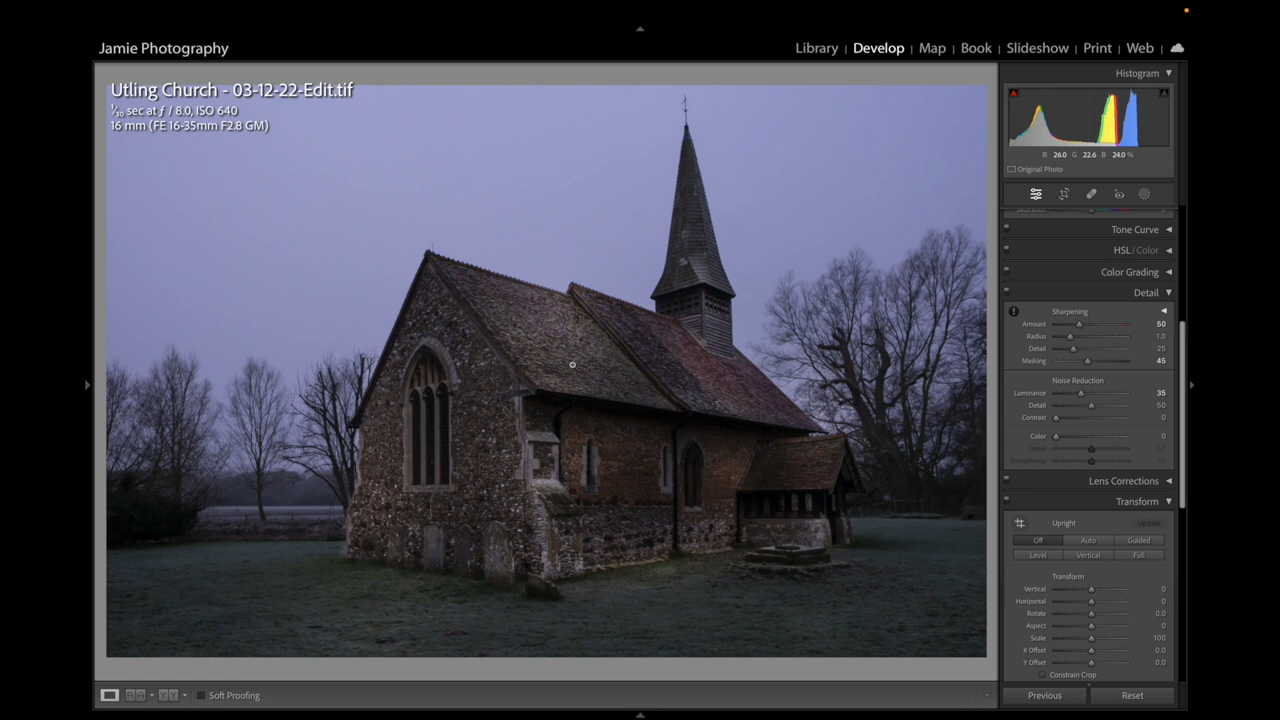 Jamie Photography
Library | Develop | Map | Book | Slideshow | Print | Web |
Utling Church - 03-12-22-Edit.tif
1/30 sec at ƒ / 8.0, ISO 640
16 mm (FE 16-35mm F2.8 GM)
Histogram
R 26.0 G 22.6 B 24.0 %
Original Photo
Saturation
Tone Curve
HSL / Color
Color Grading
Detail
Sharpening
Amount 50
Radius 1.0
Detail 25
Masking 45
Noise Reduction
Luminance 35
Detail 50
Contrast 0
Color 0
Detail 50
Smoothness 50
Lens Corrections
Transform
Upright Update
Off Auto Guided
Level Vertical Full
Transform
Vertical 0
Horizontal 0
Rotate 0.0
Aspect 0
Scale 100
X Offset 0.0
Y Offset 0.0
Constrain Crop
Soft Proofing
Previous Reset